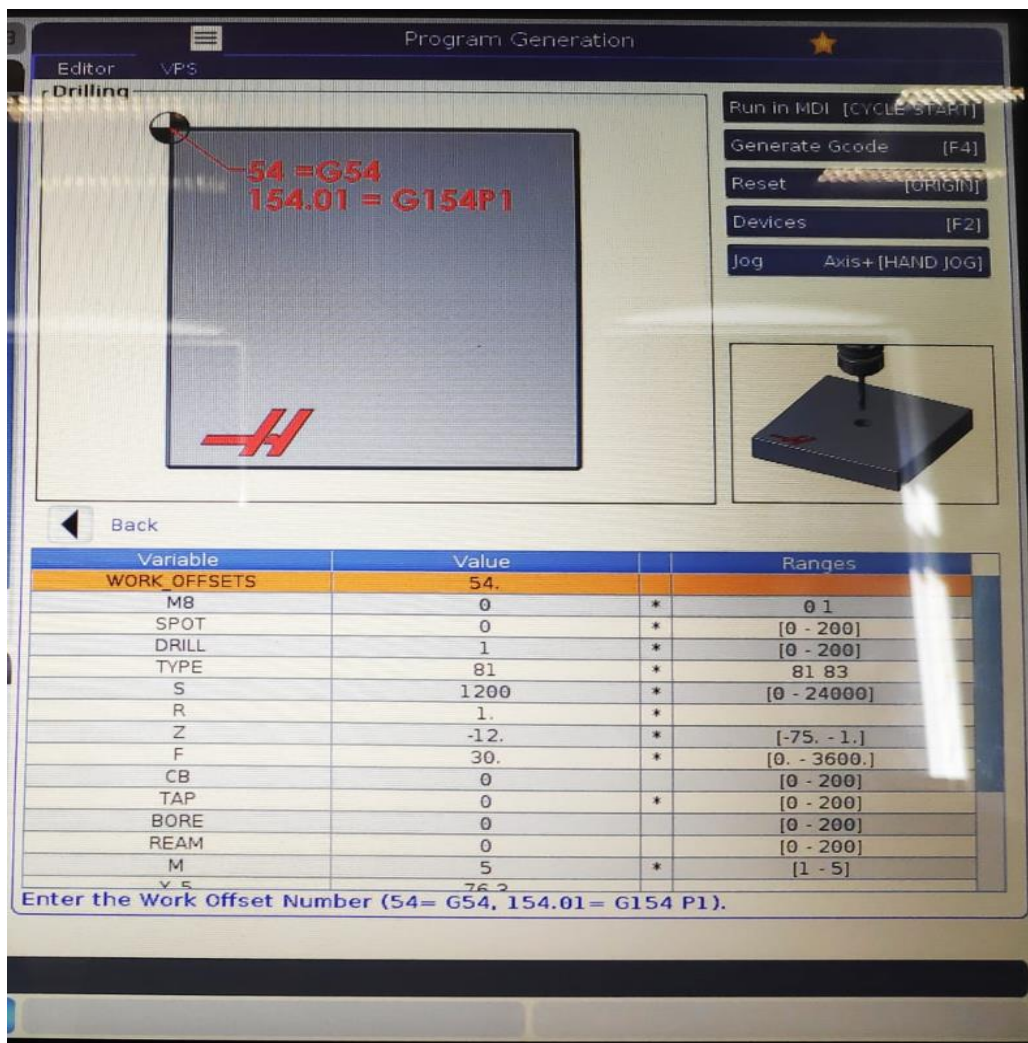 Program Generation
Editor VPS
Drilling
54 =G54
154.01 = G154P1
Run in MDI [CYCLE START]
Generate Gcode [F4]
Reset [ORIGIN]
Devices [F2]
Jog Axis+[HAND JOG]
Back
Variable Value Ranges
WORK_OFFSETS 54.
M8 0 * 0 1
SPOT 0 * [0 - 200]
DRILL 1 * [0 - 200]
TYPE 81 * 81 83
S 1200 * [0 - 24000]
R 1. *
Z -12. * [-75. - 1.]
F 30. * [0. - 3600.]
CB 0 [0 - 200]
TAP 0 * [0 - 200]
BORE 0 [0 - 200]
REAM 0 [0 - 200]
M 5 * [1 - 5]
76.2
Enter the Work Offset Number (54= G54, 154.01= G154 P1).